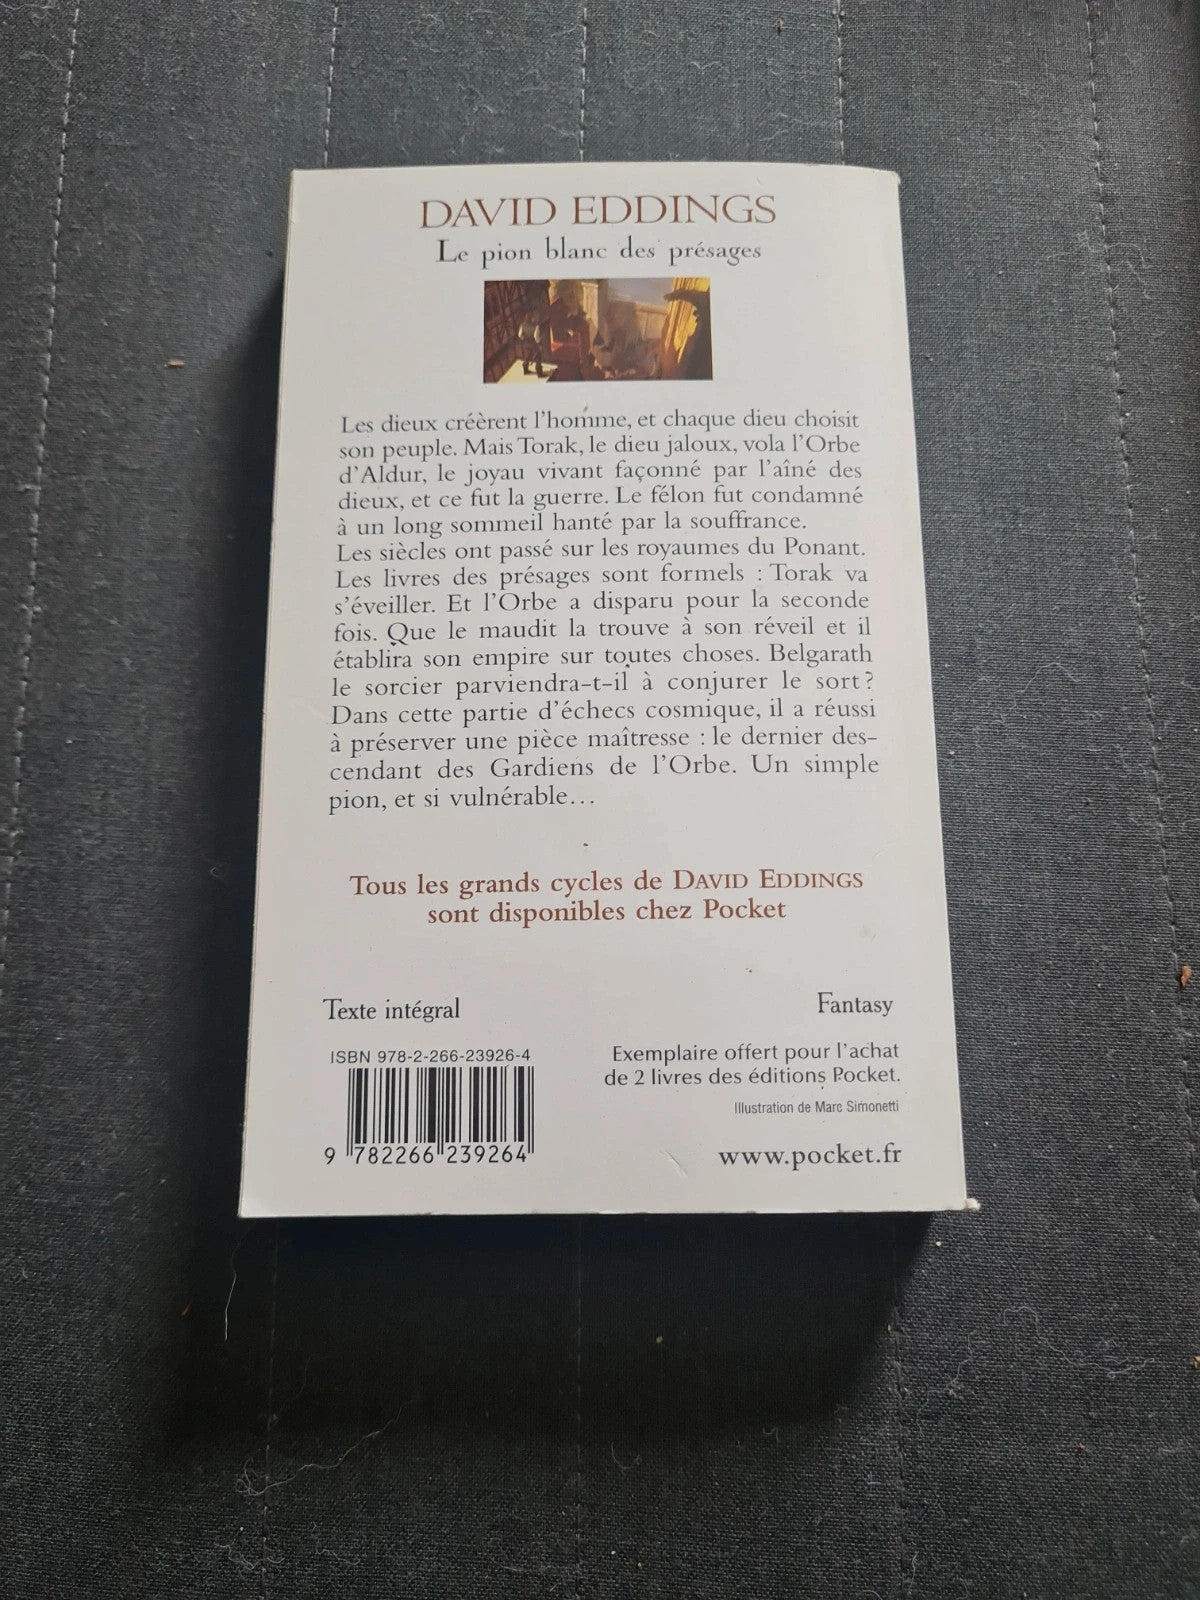 DAVID EDDINGS
Le pion blanc des présages
Les dieux créèrent l'homme, et chaque dieu choisit
son peuple. Mais Torak, le dieu jaloux, vola l'Orbe
d'Aldur, le joyau vivant façonné par l'aîné des
dieux, et ce fut la guerre. Le félon fut condamné
à un long sommeil hanté par la souffrance.
Les siècles ont passé sur les royaumes du Ponant.
Les livres des présages sont formels : Torak va
s'éveiller. Et l'Orbe a disparu pour la seconde
fois. Que le maudit la trouve à son réveil et il
établira son empire sur toutes choses. Belgarath
le sorcier parviendra-t-il à conjurer le sort ?
Dans cette partie d'échecs cosmique, il a réussi
à préserver une pièce maîtresse : le dernier des-
cendant des Gardiens de l'Orbe. Un simple
pion, et si vulnérable...
Tous les grands cycles de DAVID EDDINGS
sont disponibles chez Pocket
Texte intégral
Fantasy
ISBN 978-2-266-23926-4
9 782266 239264
Exemplaire offert pour l'achat
de 2 livres des éditions Pocket.
Illustration de Marc Simonetti
www.pocket.fr